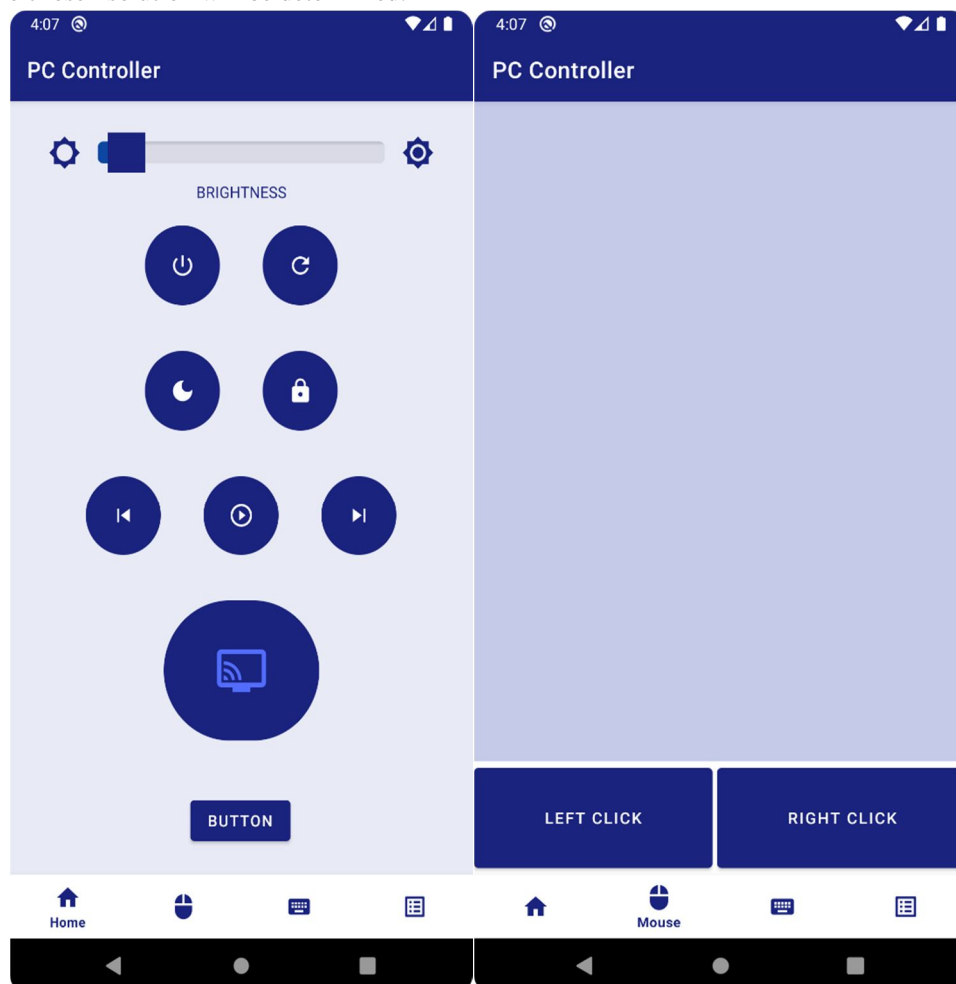 4:07
PC Controller
BRIGHTNESS
BUTTON
Home
4:07
PC Controller
LEFT CLICK
RIGHT CLICK
Mouse